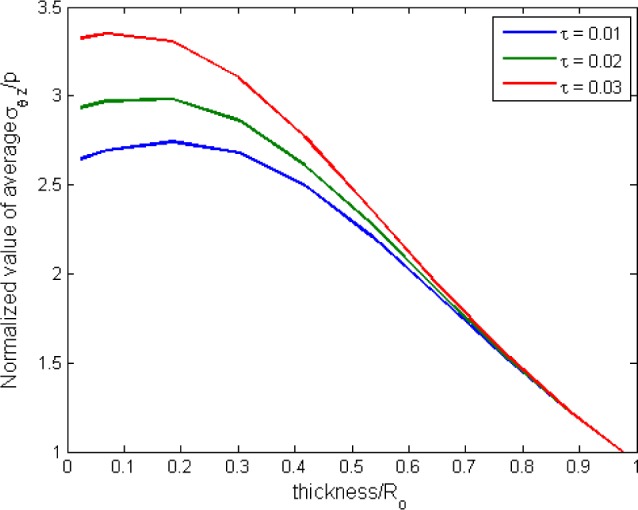 3.5
3
2.5
2
1.5
1
Normalized value of average σθ z/p
τ = 0.01
τ = 0.02
τ = 0.03
0 0.1 0.2 0.3 0.4 0.5 0.6 0.7 0.8 0.9 1
thickness/Ro